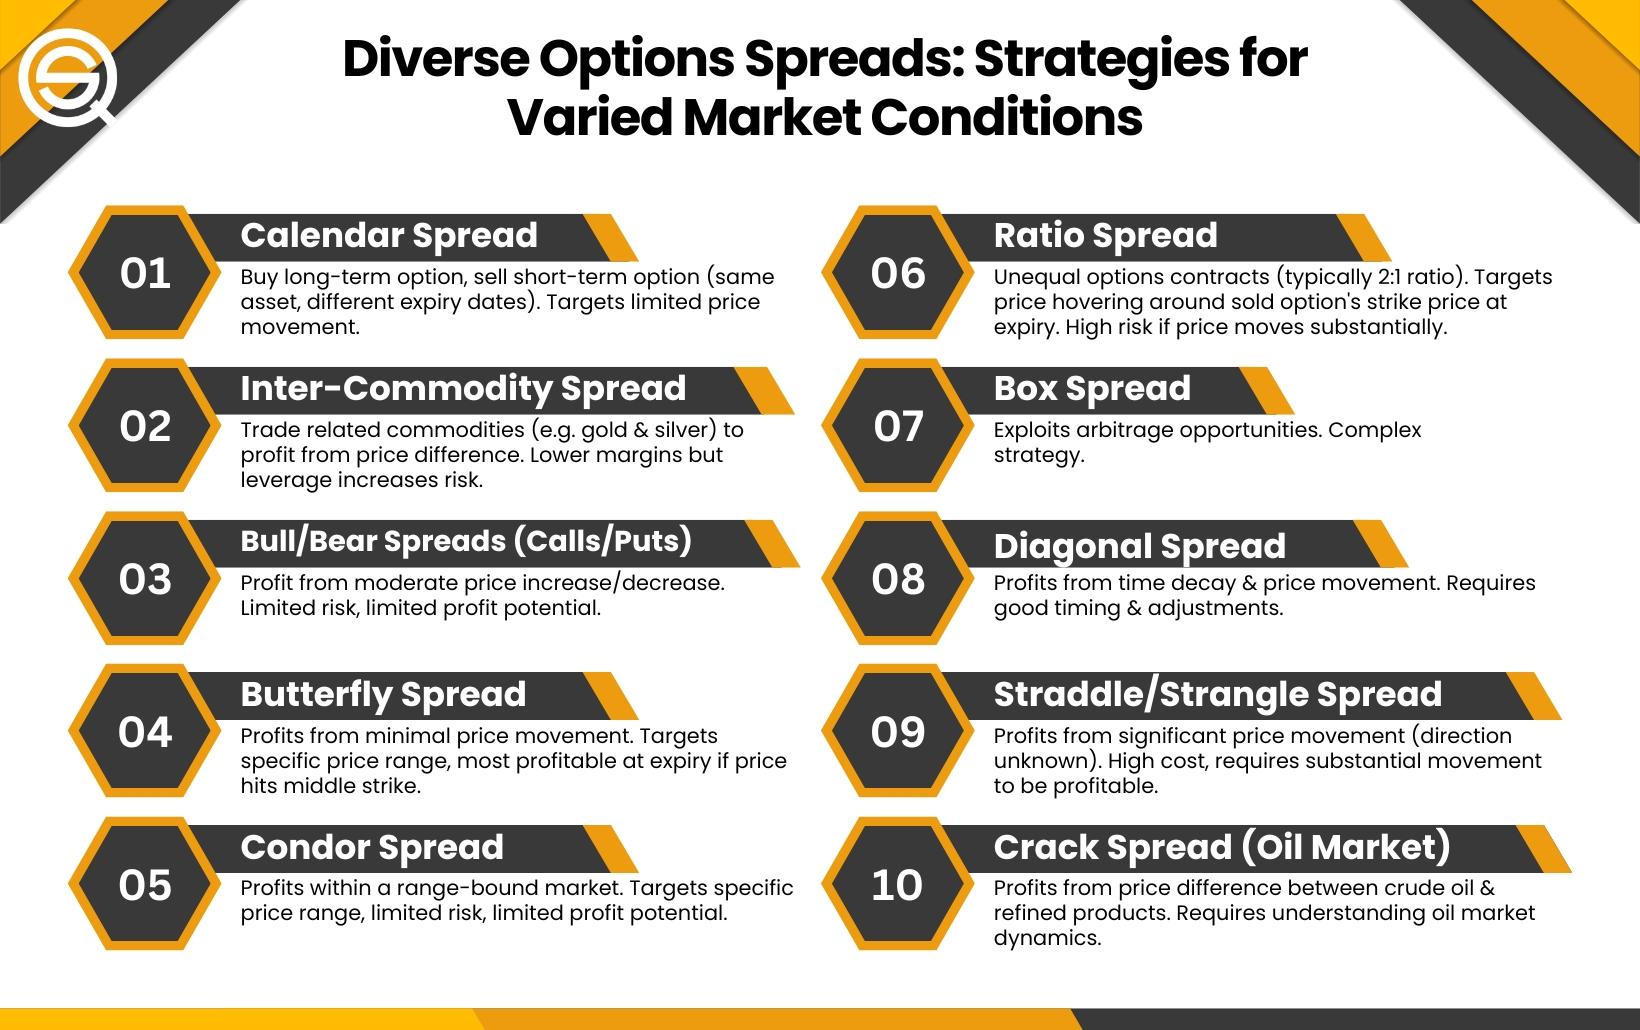 Diverse Options Spreads: Strategies for
Varied Market Conditions
01
Calendar Spread
Buy long-term option, sell short-term option (same
asset, different expiry dates). Targets limited price
movement.
02
Inter-Commodity Spread
Trade related commodities (e.g. gold & silver) to
profit from price difference. Lower margins but
leverage increases risk.
03
Bull/Bear Spreads (Calls/Puts)
Profit from moderate price increase/decrease.
Limited risk, limited profit potential.
04
Butterfly Spread
Profits from minimal price movement. Targets
specific price range, most profitable at expiry if price
hits middle strike.
05
Condor Spread
Profits within a range-bound market. Targets specific
price range, limited risk, limited profit potential.
06
Ratio Spread
Unequal options contracts (typically 2:1 ratio). Targets
price hovering around sold option's strike price at
expiry. High risk if price moves substantially.
07
Box Spread
Exploits arbitrage opportunities. Complex
strategy.
08
Diagonal Spread
Profits from time decay & price movement. Requires
good timing & adjustments.
09
Straddle/Strangle Spread
Profits from significant price movement (direction
unknown). High cost, requires substantial movement
to be profitable.
10
Crack Spread (Oil Market)
Profits from price difference between crude oil &
refined products. Requires understanding oil market
dynamics.